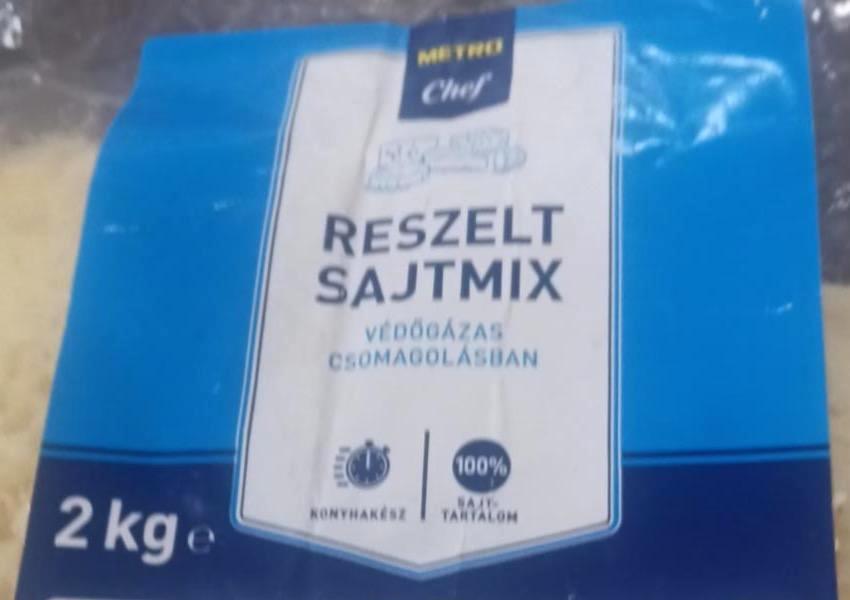 METRO
Chef
RESZELT
SAJTMIX
VÉDŐGÁZAS
CSOMAGOLÁSBAN
KONYHAKÉSZ
100%
SAJT-
TARTALOM
2 kg e